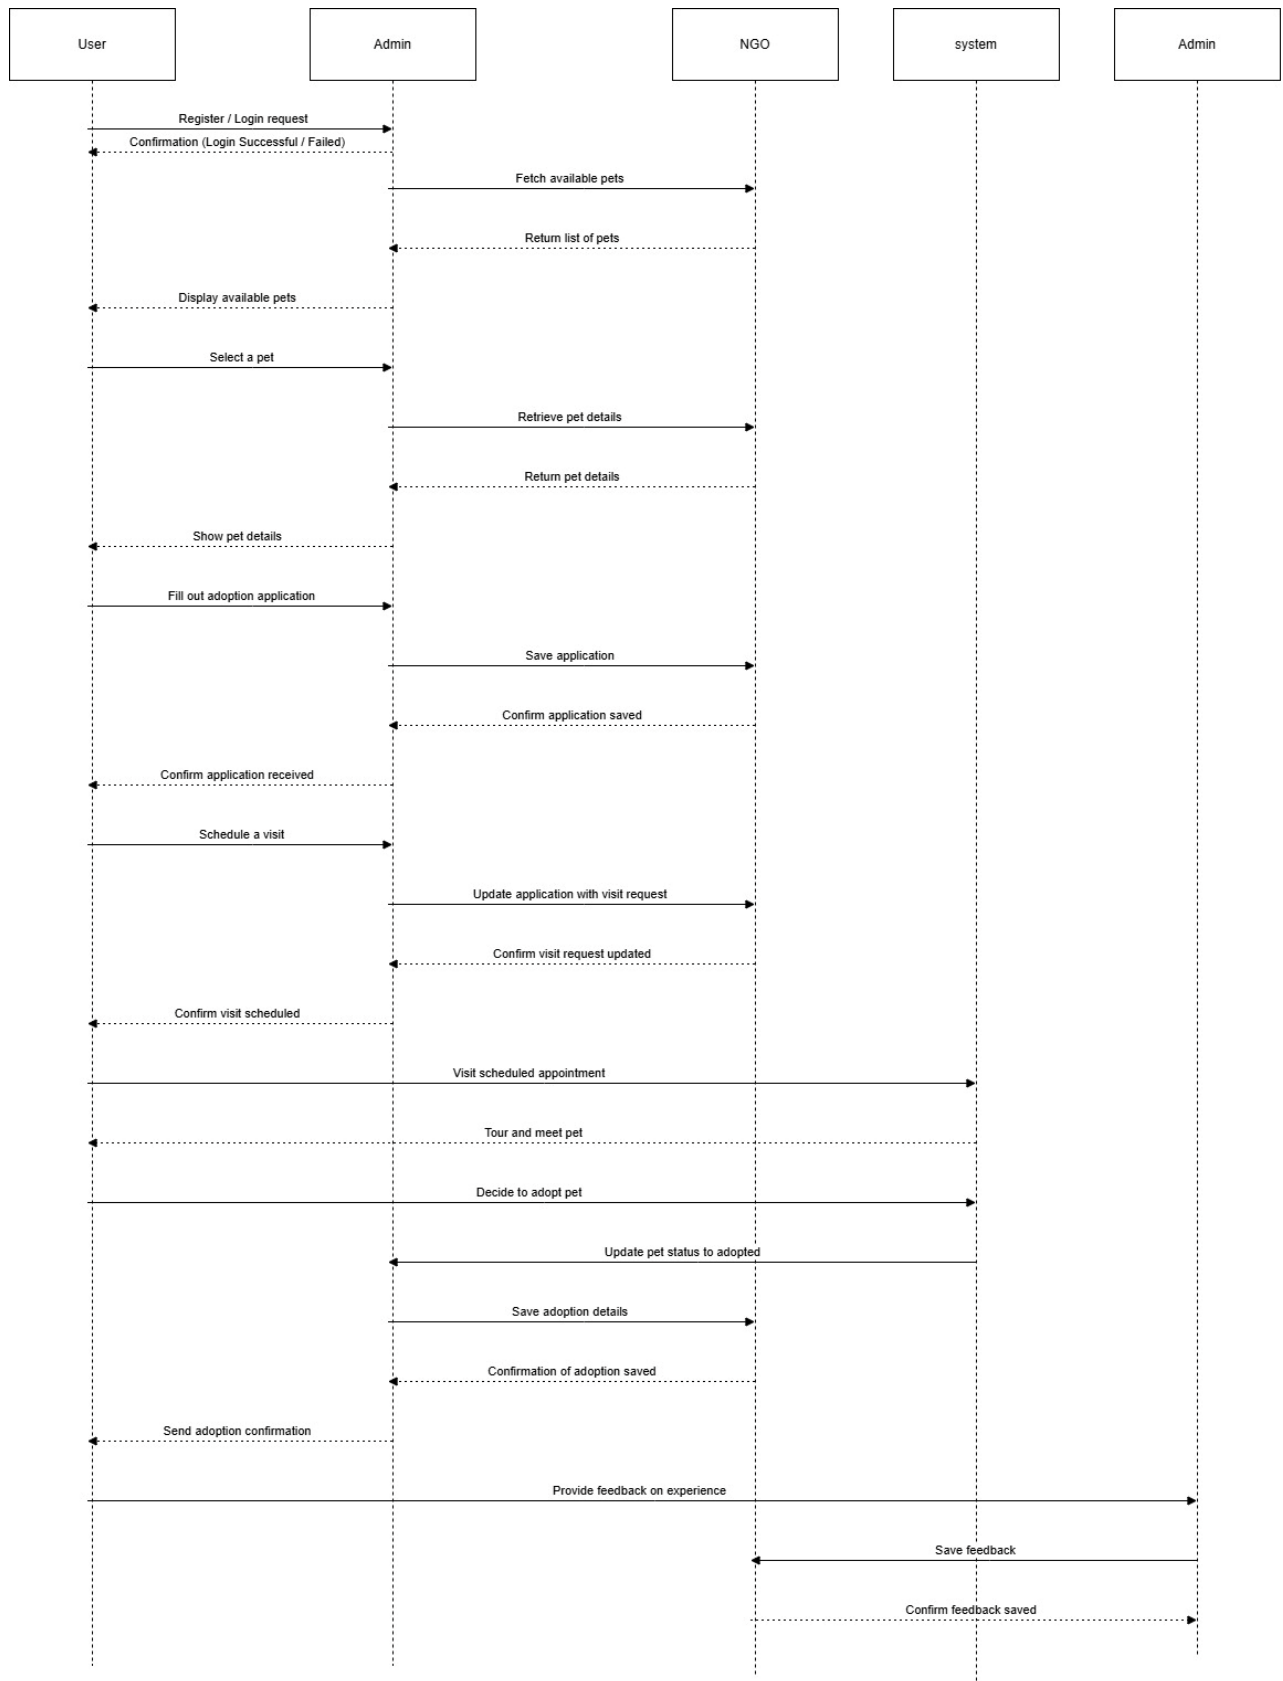 User
Admin
NGO
system
Admin
Register / Login request
Confirmation (Login Successful / Failed)
Fetch available pets
Return list of pets
Display available pets
Select a pet
Retrieve pet details
Return pet details
Show pet details
Fill out adoption application
Save application
Confirm application saved
Confirm application received
Schedule a visit
Update application with visit request
Confirm visit request updated
Confirm visit scheduled
Visit scheduled appointment
Tour and meet pet
Decide to adopt pet
Update pet status to adopted
Save adoption details
Confirmation of adoption saved
Send adoption confirmation
Provide feedback on experience
Save feedback
Confirm feedback saved